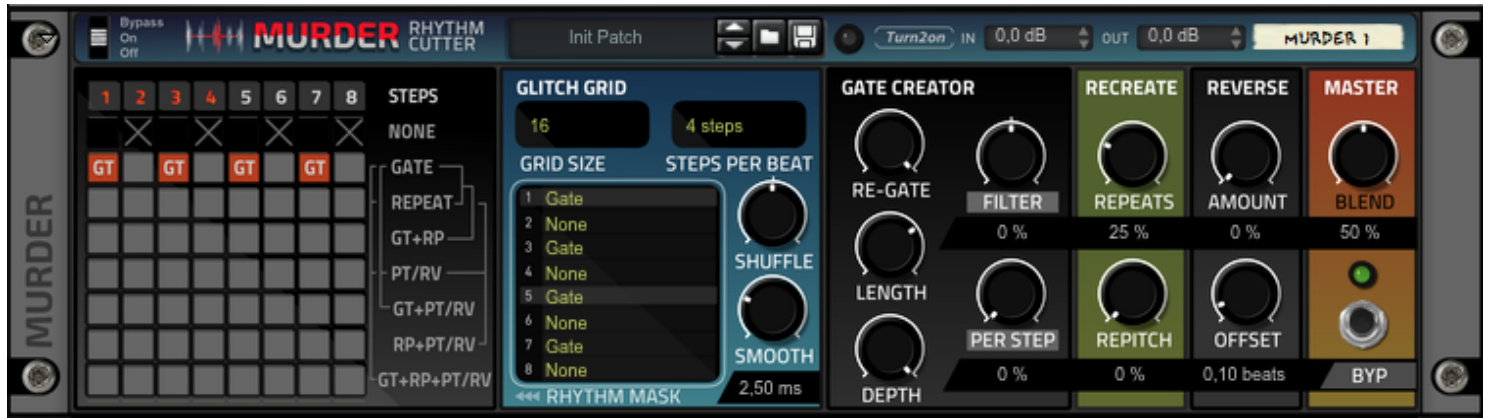 Bypass
On
Off
MURDER RHYTHM CUTTER
Init Patch
Turn2on IN 0,0 dB OUT 0,0 dB
MURDER 1
MURDER
1 2 3 4 5 6 7 8 STEPS
NONE
GT GT GT GT GATE
REPEAT
GT+RP
PT/RV
GT+PT/RV
RP+PT/RV
GT+RP+PT/RV
GLITCH GRID
16 4 steps
GRID SIZE STEPS PER BEAT
1 Gate
2 None
3 Gate
4 None
5 Gate
6 None
7 Gate
8 None
RHYTHM MASK
SHUFFLE
SMOOTH
2,50 ms
GATE CREATOR
RE-GATE
LENGTH
DEPTH
FILTER
0 %
PER STEP
0 %
RECREATE
REPEATS
25 %
REPITCH
0 %
REVERSE
AMOUNT
0 %
OFFSET
0,10 beats
MASTER
BLEND
50 %
BYP